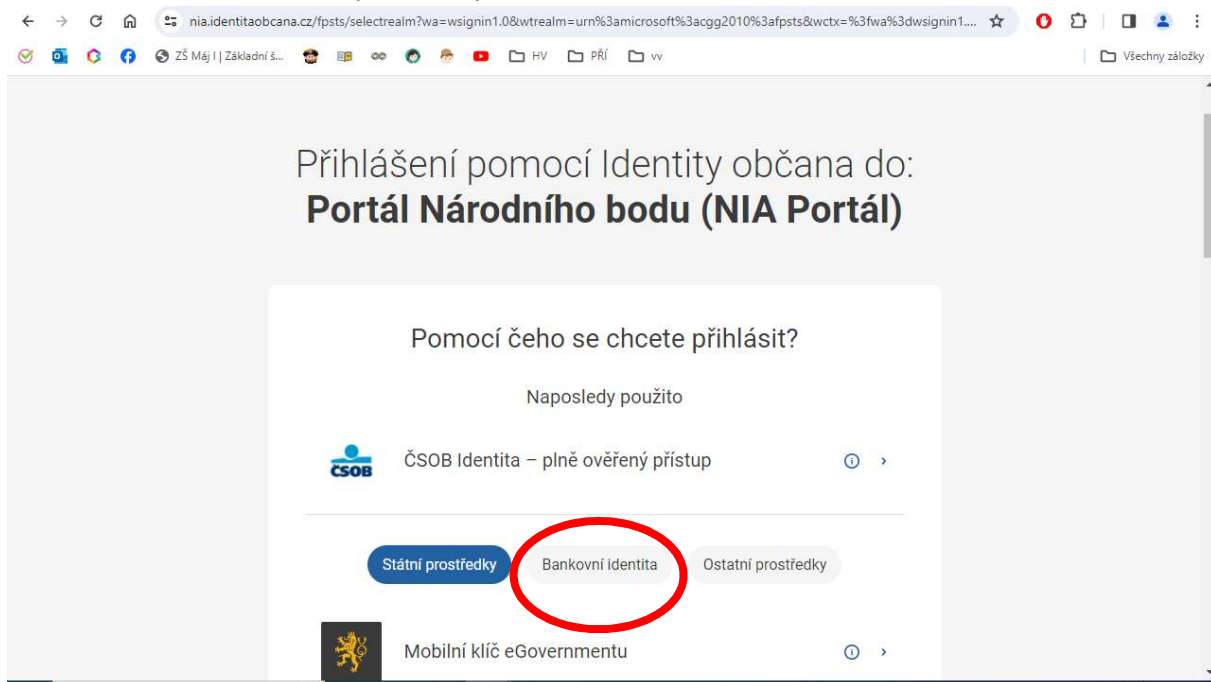 nia.identitaobcana.cz/fpsts/selectrealm?wa=wsignin1.0&wtrealm=urn%3amicrosoft%3acgg2010%3afpsts&wctx=%3fwa%3dwsignin1....
ZŠ Máj I | Základní š...
HV
PŘÍ
vv
Všechny záložky
Přihlášení pomocí Identity občana do:
Portál Národního bodu (NIA Portál)
Pomocí čeho se chcete přihlásit?
Naposledy použito
ČSOB
ČSOB Identita – plně ověřený přístup
Státní prostředky
Bankovní identita
Ostatní prostředky
Mobilní klíč eGovernmentu